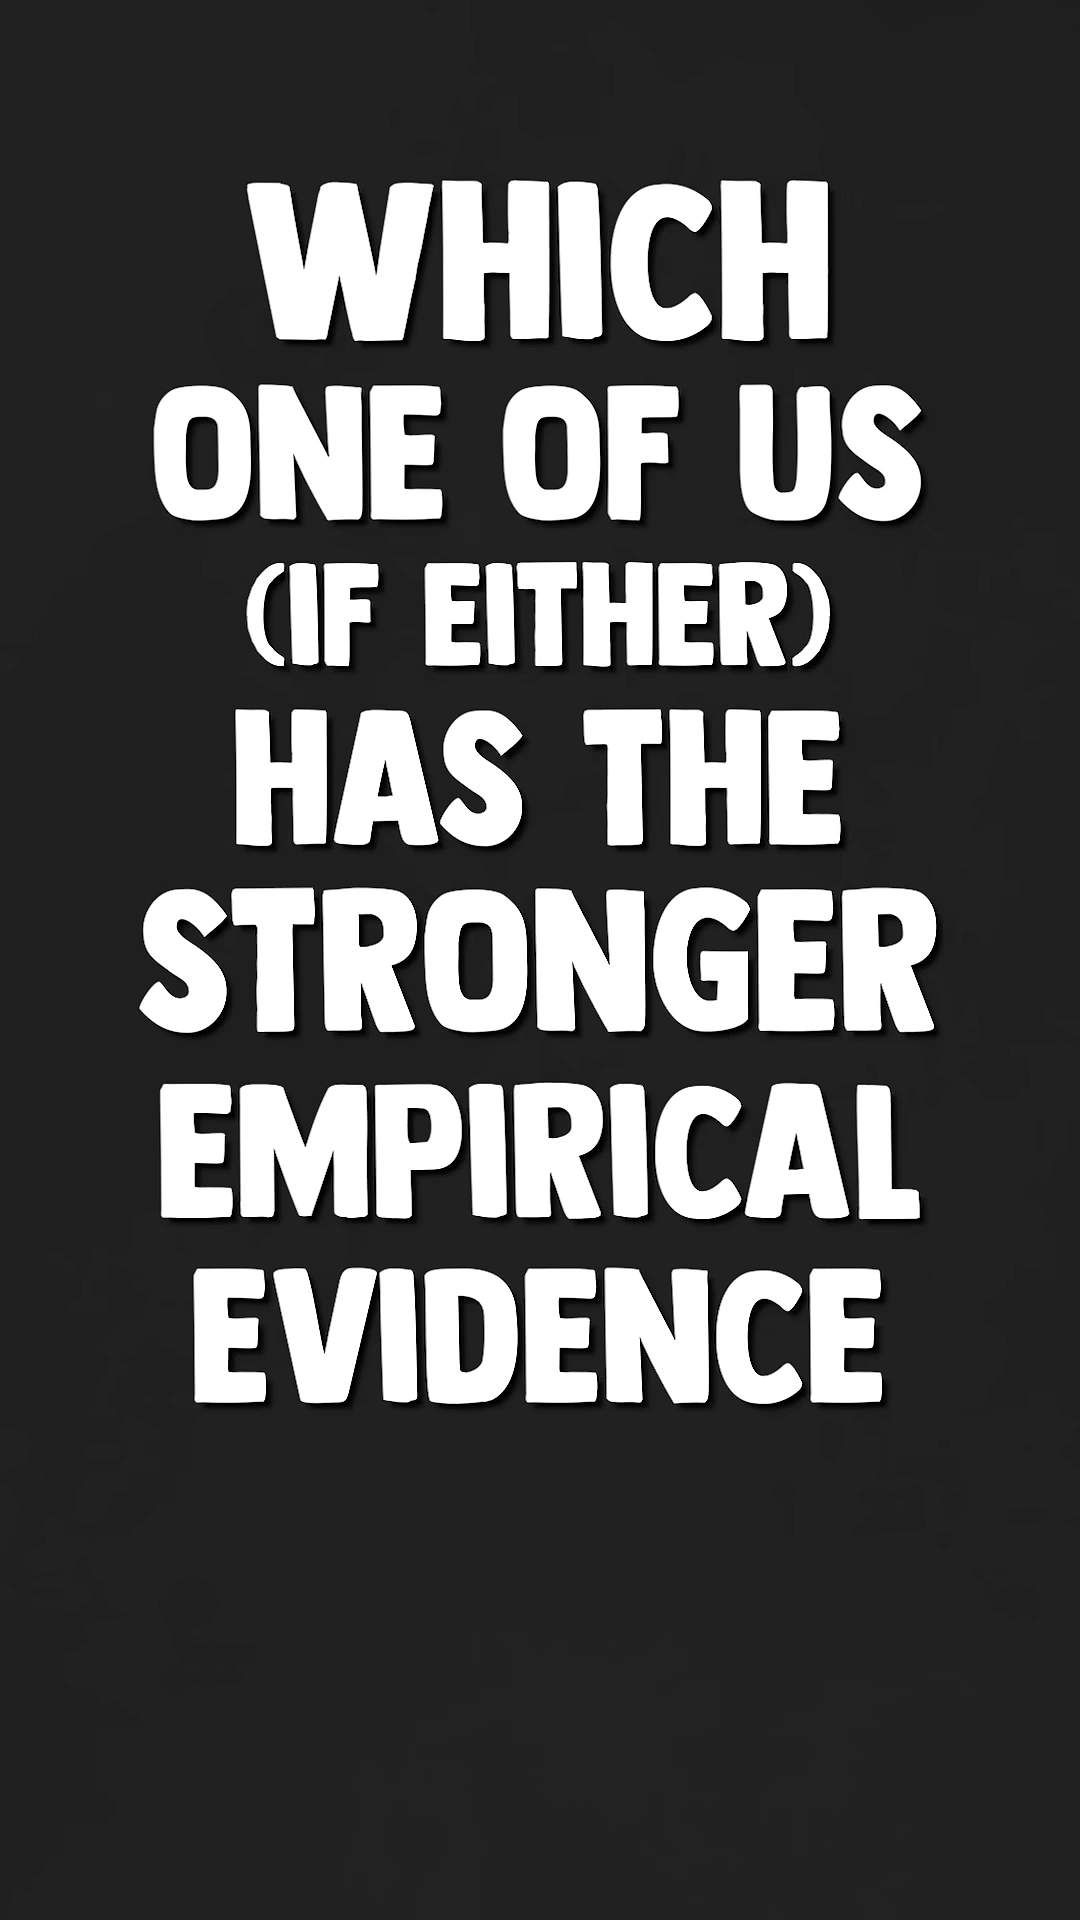 WHICH
ONE OF US
(IF EITHER)
HAS THE
STRONGER
EMPIRICAL
EVIDENCE